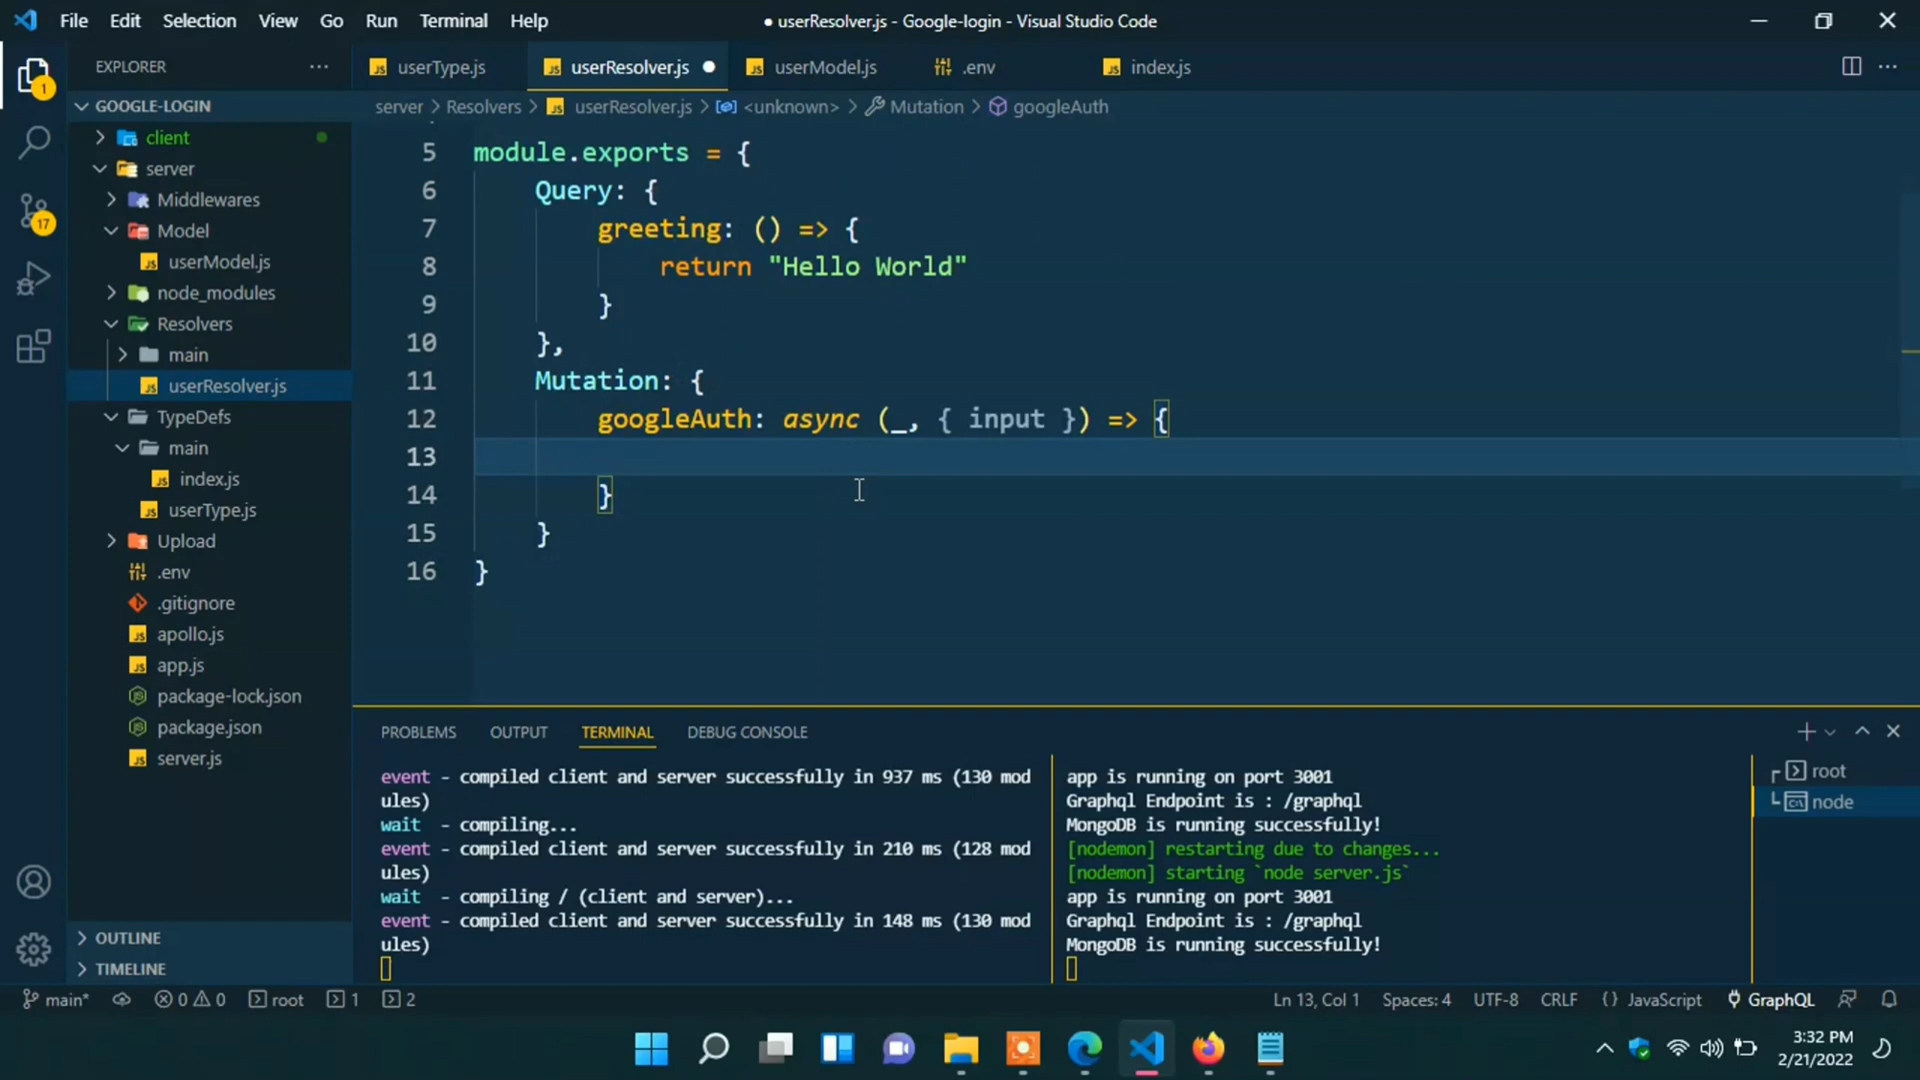 File Edit Selection View Go Run Terminal Help
● userResolver.js - Google-login - Visual Studio Code
EXPLORER ···
userType.js userResolver.js ● userModel.js .env index.js
GOOGLE-LOGIN
server > Resolvers > userResolver.js > <unknown> > Mutation > googleAuth
client
server
Middlewares
Model
userModel.js
node_modules
Resolvers
main
userResolver.js
TypeDefs
main
index.js
userType.js
Upload
.env
.gitignore
apollo.js
app.js
package-lock.json
package.json
server.js
OUTLINE
TIMELINE
1
17
5 module.exports = {
6 Query: {
7 greeting: () => {
8 return "Hello World"
9 }
10 },
11 Mutation: {
12 googleAuth: async (_, { input }) => {
13
14 }
15 }
16 }
PROBLEMS OUTPUT TERMINAL DEBUG CONSOLE
event - compiled client and server successfully in 937 ms (130 mod
ules)
wait - compiling...
event - compiled client and server successfully in 210 ms (128 mod
ules)
wait - compiling / (client and server)...
event - compiled client and server successfully in 148 ms (130 mod
ules)
app is running on port 3001
Graphql Endpoint is : /graphql
MongoDB is running successfully!
[nodemon] restarting due to changes...
[nodemon] starting `node server.js`
app is running on port 3001
Graphql Endpoint is : /graphql
MongoDB is running successfully!
root
node
main* 0 0 root 1 2 Ln 13, Col 1 Spaces: 4 UTF-8 CRLF {} JavaScript GraphQL
3:32 PM
2/21/2022